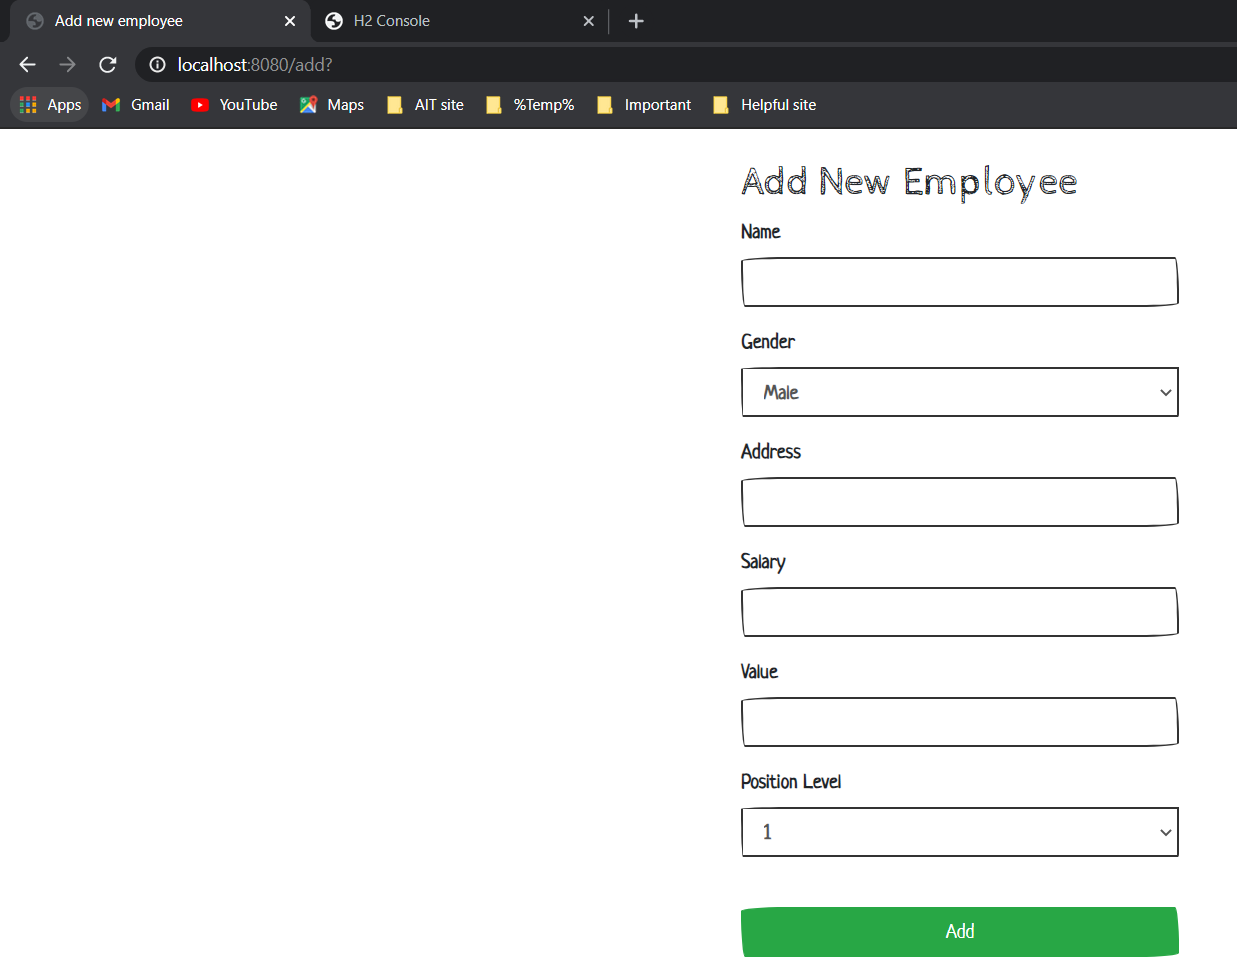 Add new employee
H2 Console
localhost:8080/add?
Apps Gmail YouTube Maps AIT site %Temp% Important Helpful site
Add New Employee
Name
Gender
Male
Address
Salary
Value
Position Level
1
Add